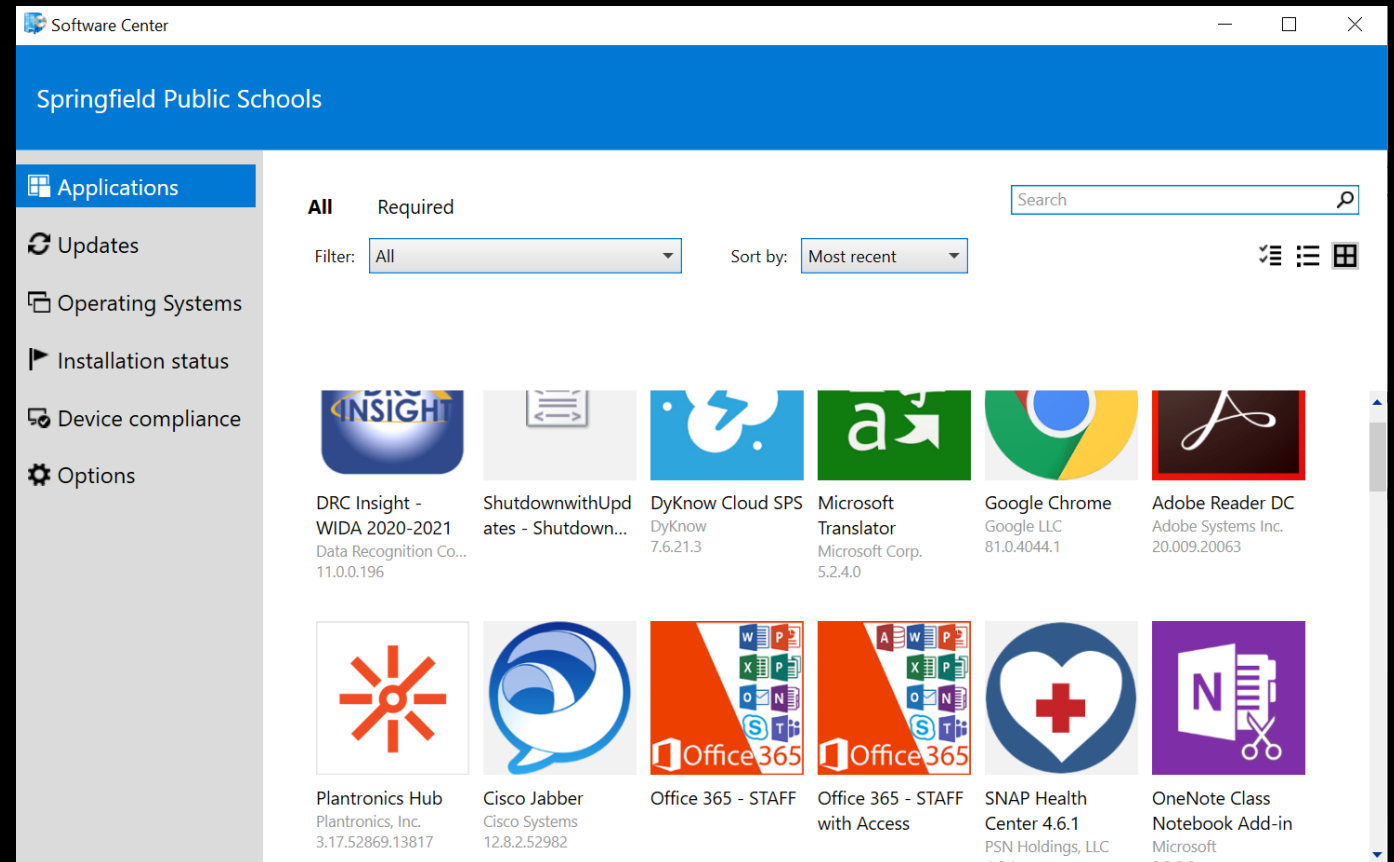 Software Center
Springfield Public Schools
Applications
Updates
Operating Systems
Installation status
Device compliance
Options
All
Required
Search
Filter:
All
Sort by:
Most recent
INSIGHT
a
DRC Insight -
WIDA 2020-2021
Data Recognition Co...
11.0.0.196
ShutdownwithUpd
ates - Shutdown...
DyKnow Cloud SPS
DyKnow
7.6.21.3
Microsoft
Translator
Microsoft Corp.
5.2.4.0
Google Chrome
Google LLC
81.0.4044.1
Adobe Reader DC
Adobe Systems Inc.
20.009.20063
W P
X P
O N
S T
Office 365
A W P
X P
O N
S T
Office 365
N
Plantronics Hub
Plantronics, Inc.
3.17.52869.13817
Cisco Jabber
Cisco Systems
12.8.2.52982
Office 365 - STAFF
Office 365 - STAFF
with Access
SNAP Health
Center 4.6.1
PSN Holdings, LLC
OneNote Class
Notebook Add-in
Microsoft